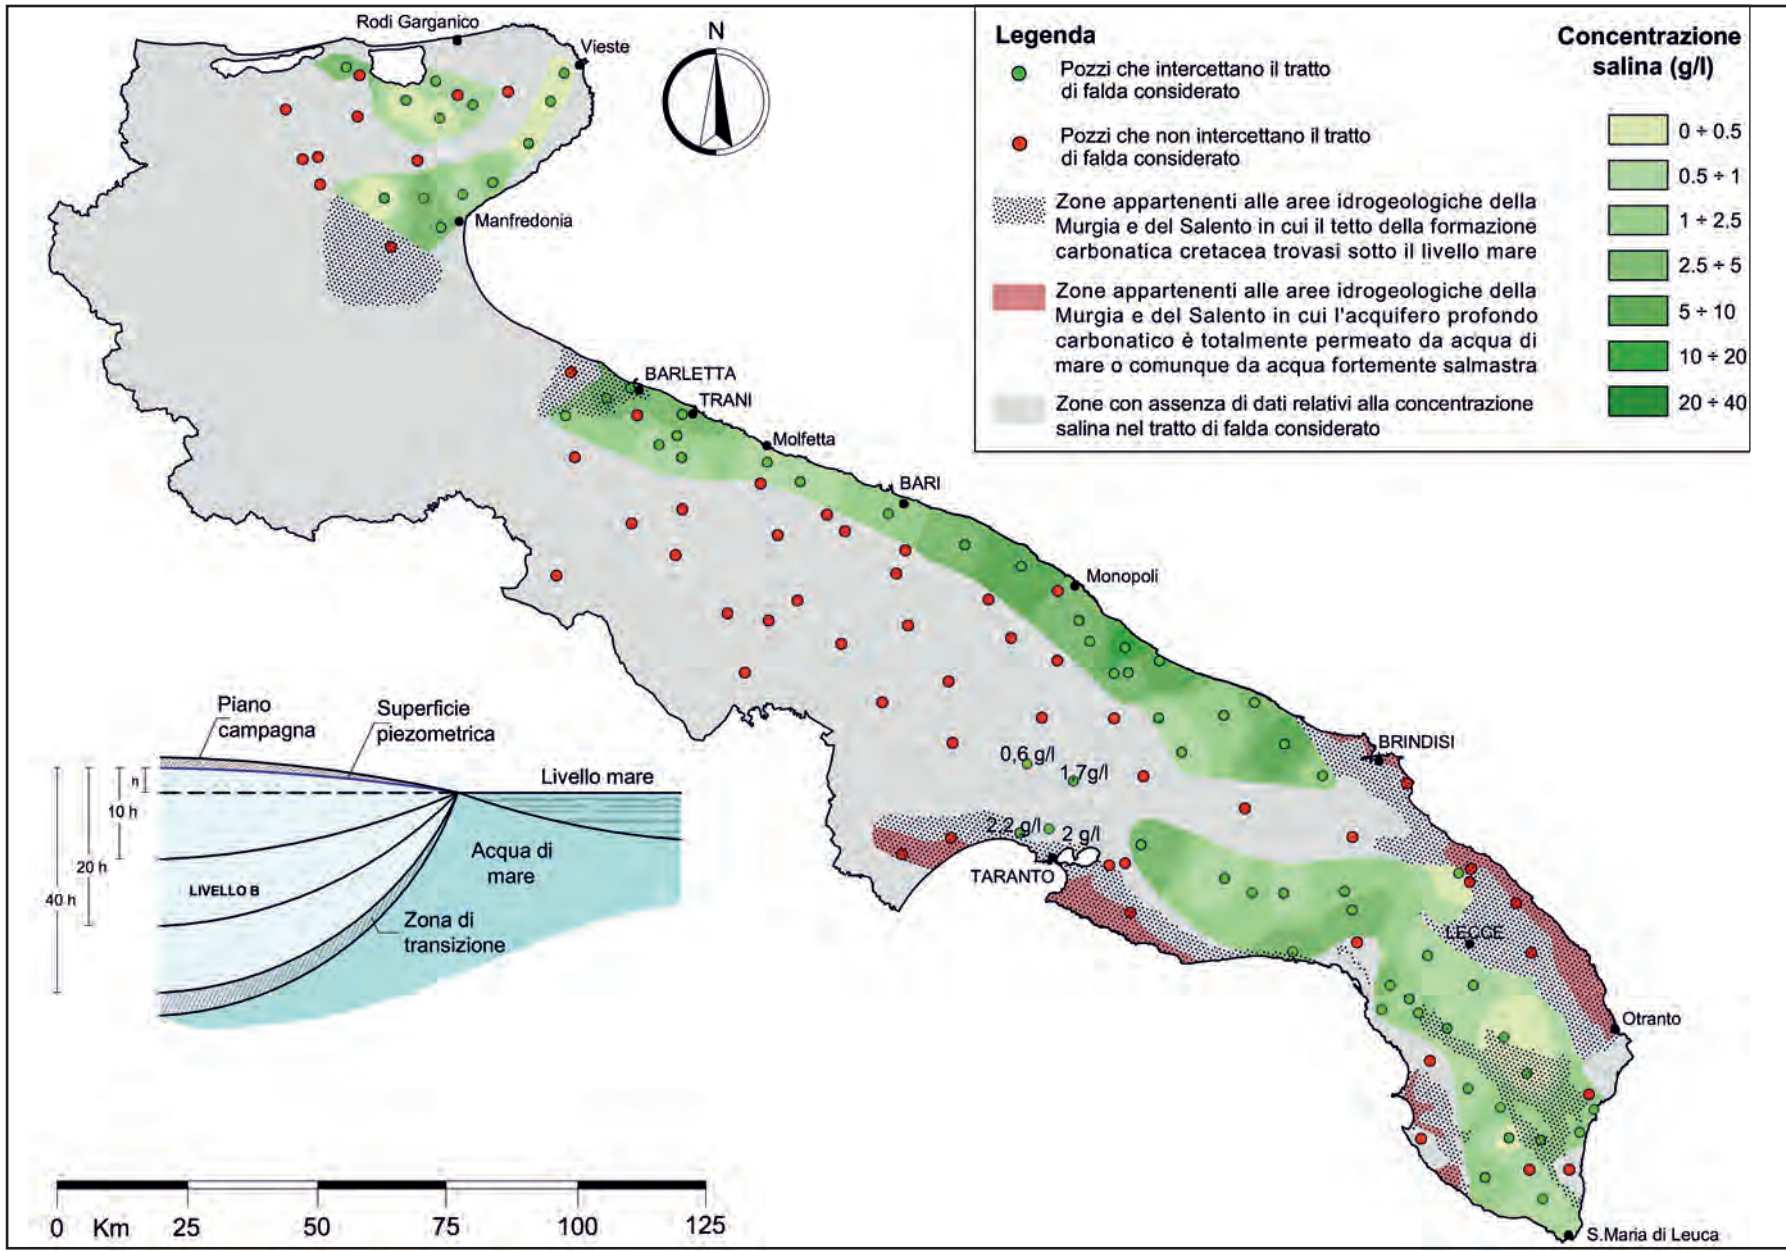 Rodi Garganico
Vieste
N
Manfredonia
BARLETTA
TRANI
Molfetta
BARI
Monopoli
BRINDISI
0,6 g/l
1,7g/l
2,2 g/l
2 g/l
TARANTO
LECCE
Otranto
S.Maria di Leuca
Legenda
Pozzi che intercettano il tratto
di falda considerato
Pozzi che non intercettano il tratto
di falda considerato
Zone appartenenti alle aree idrogeologiche della
Murgia e del Salento in cui il tetto della formazione
carbonatica cretacea trovasi sotto il livello mare
Zone appartenenti alle aree idrogeologiche della
Murgia e del Salento in cui l'acquifero profondo
carbonatico è totalmente permeato da acqua di
mare o comunque da acqua fortemente salmastra
Zone con assenza di dati relativi alla concentrazione
salina nel tratto di falda considerato
Concentrazione
salina (g/l)
0 ÷ 0.5
0.5 ÷ 1
1 ÷ 2.5
2.5 ÷ 5
5 ÷ 10
10 ÷ 20
20 ÷ 40
Piano
campagna
Superficie
piezometrica
Livello mare
h
10 h
20 h
40 h
LIVELLO B
Acqua di
mare
Zona di
transizione
0 Km 25 50 75 100 125